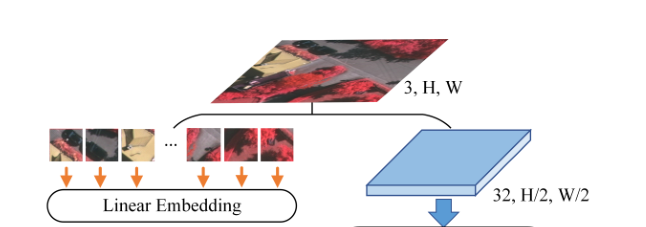 3, H, W
...
Linear Embedding
32, H/2, W/2